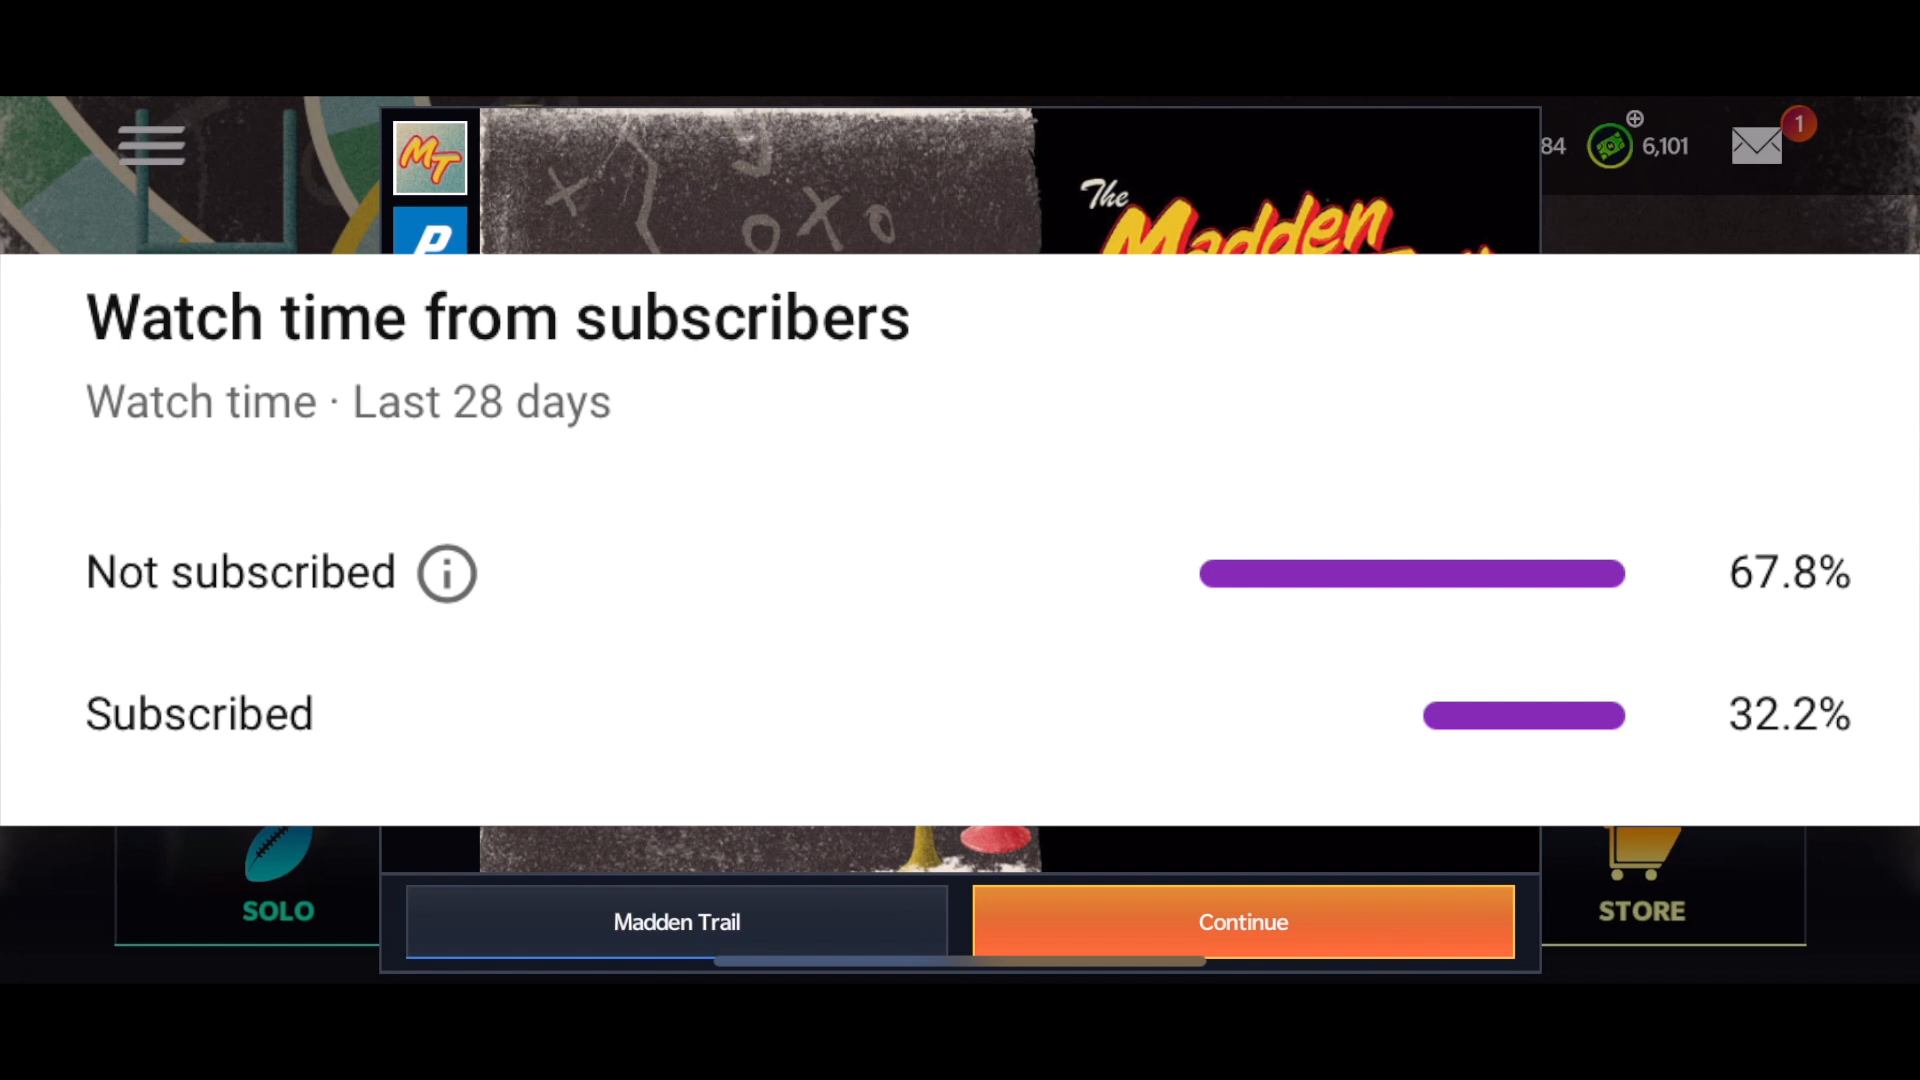 MT
84
6,101
1
P
The
Madden
Watch time from subscribers
Watch time · Last 28 days
Not subscribed
67.8%
Subscribed
32.2%
SOLO
STORE
Madden Trail
Continue